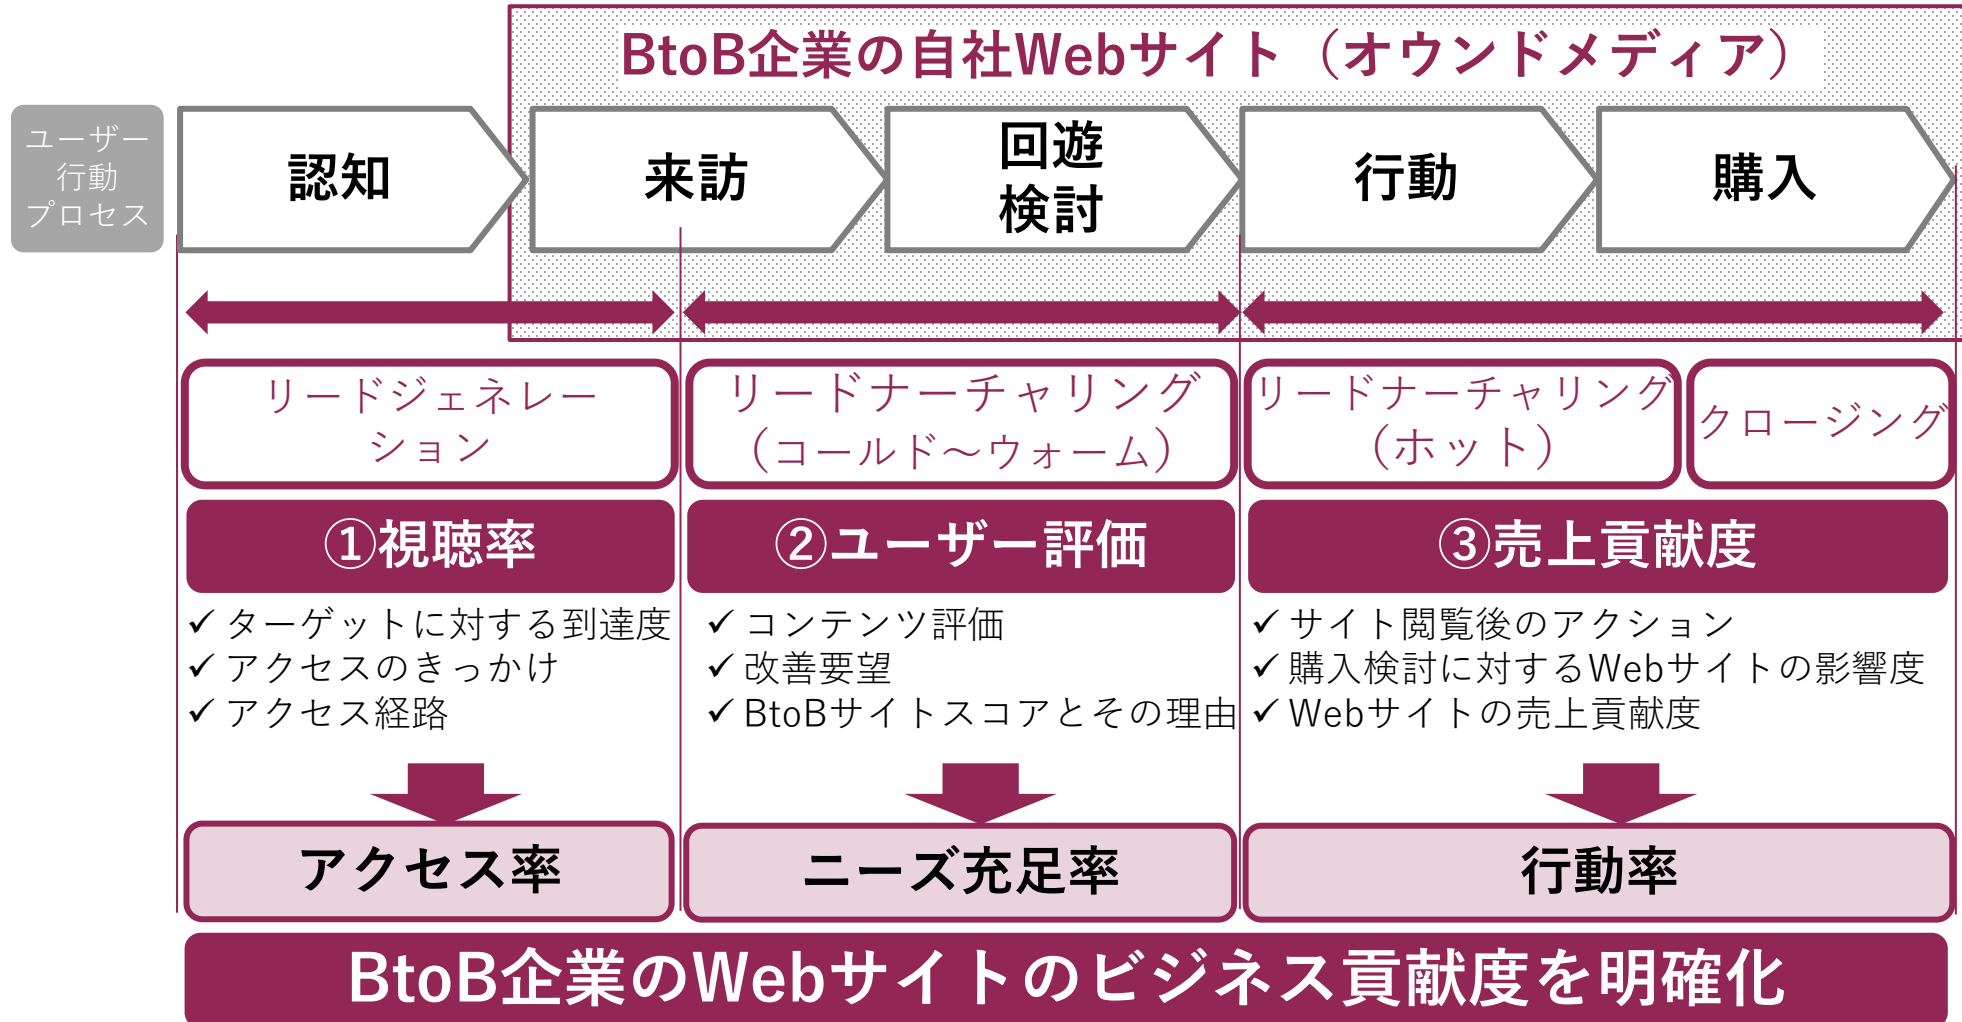 BtoB企業の自社Webサイト（オウンドメディア）
ユーザー
行動
プロセス
認知
来訪
回遊
検討
行動
購入
リードジェネレー
ション
リードナーチャリング
（コールド～ウォーム）
リードナーチャリング
（ホット）
クロージング
①視聴率
②ユーザー評価
③売上貢献度
✓ ターゲットに対する到達度
✓ アクセスのきっかけ
✓ アクセス経路
✓ コンテンツ評価
✓ 改善要望
✓ BtoBサイトスコアとその理由
✓ サイト閲覧後のアクション
✓ 購入検討に対するWebサイトの影響度
✓ Webサイトの売上貢献度
アクセス率
ニーズ充足率
行動率
BtoB企業のWebサイトのビジネス貢献度を明確化